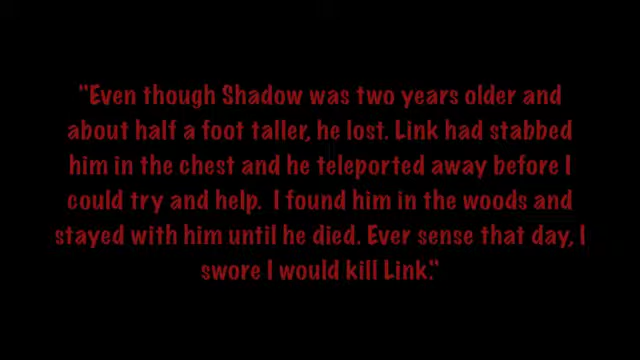 "Even though Shadow was two years older and
about half a foot taller, he lost. Link had stabbed
him in the chest and he teleported away before I
could try and help.  I found him in the woods and
stayed with him until he died. Ever sense that day, I
swore I would kill Link."